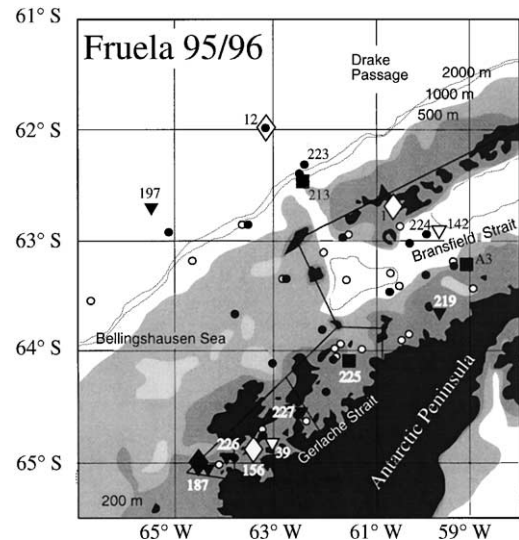 61° S
Fruela 95/96
Drake
Passage
2000 m
1000 m
500 m
62° S
12
223
197
213
1
224
142
63° S
Bransfield Strait
A3
219
Bellingshausen Sea
64° S
225
227
Gerlache Strait
Antarctic Peninsula
226
39
65° S
156
187
200 m
65° W
63° W
61° W
59° W